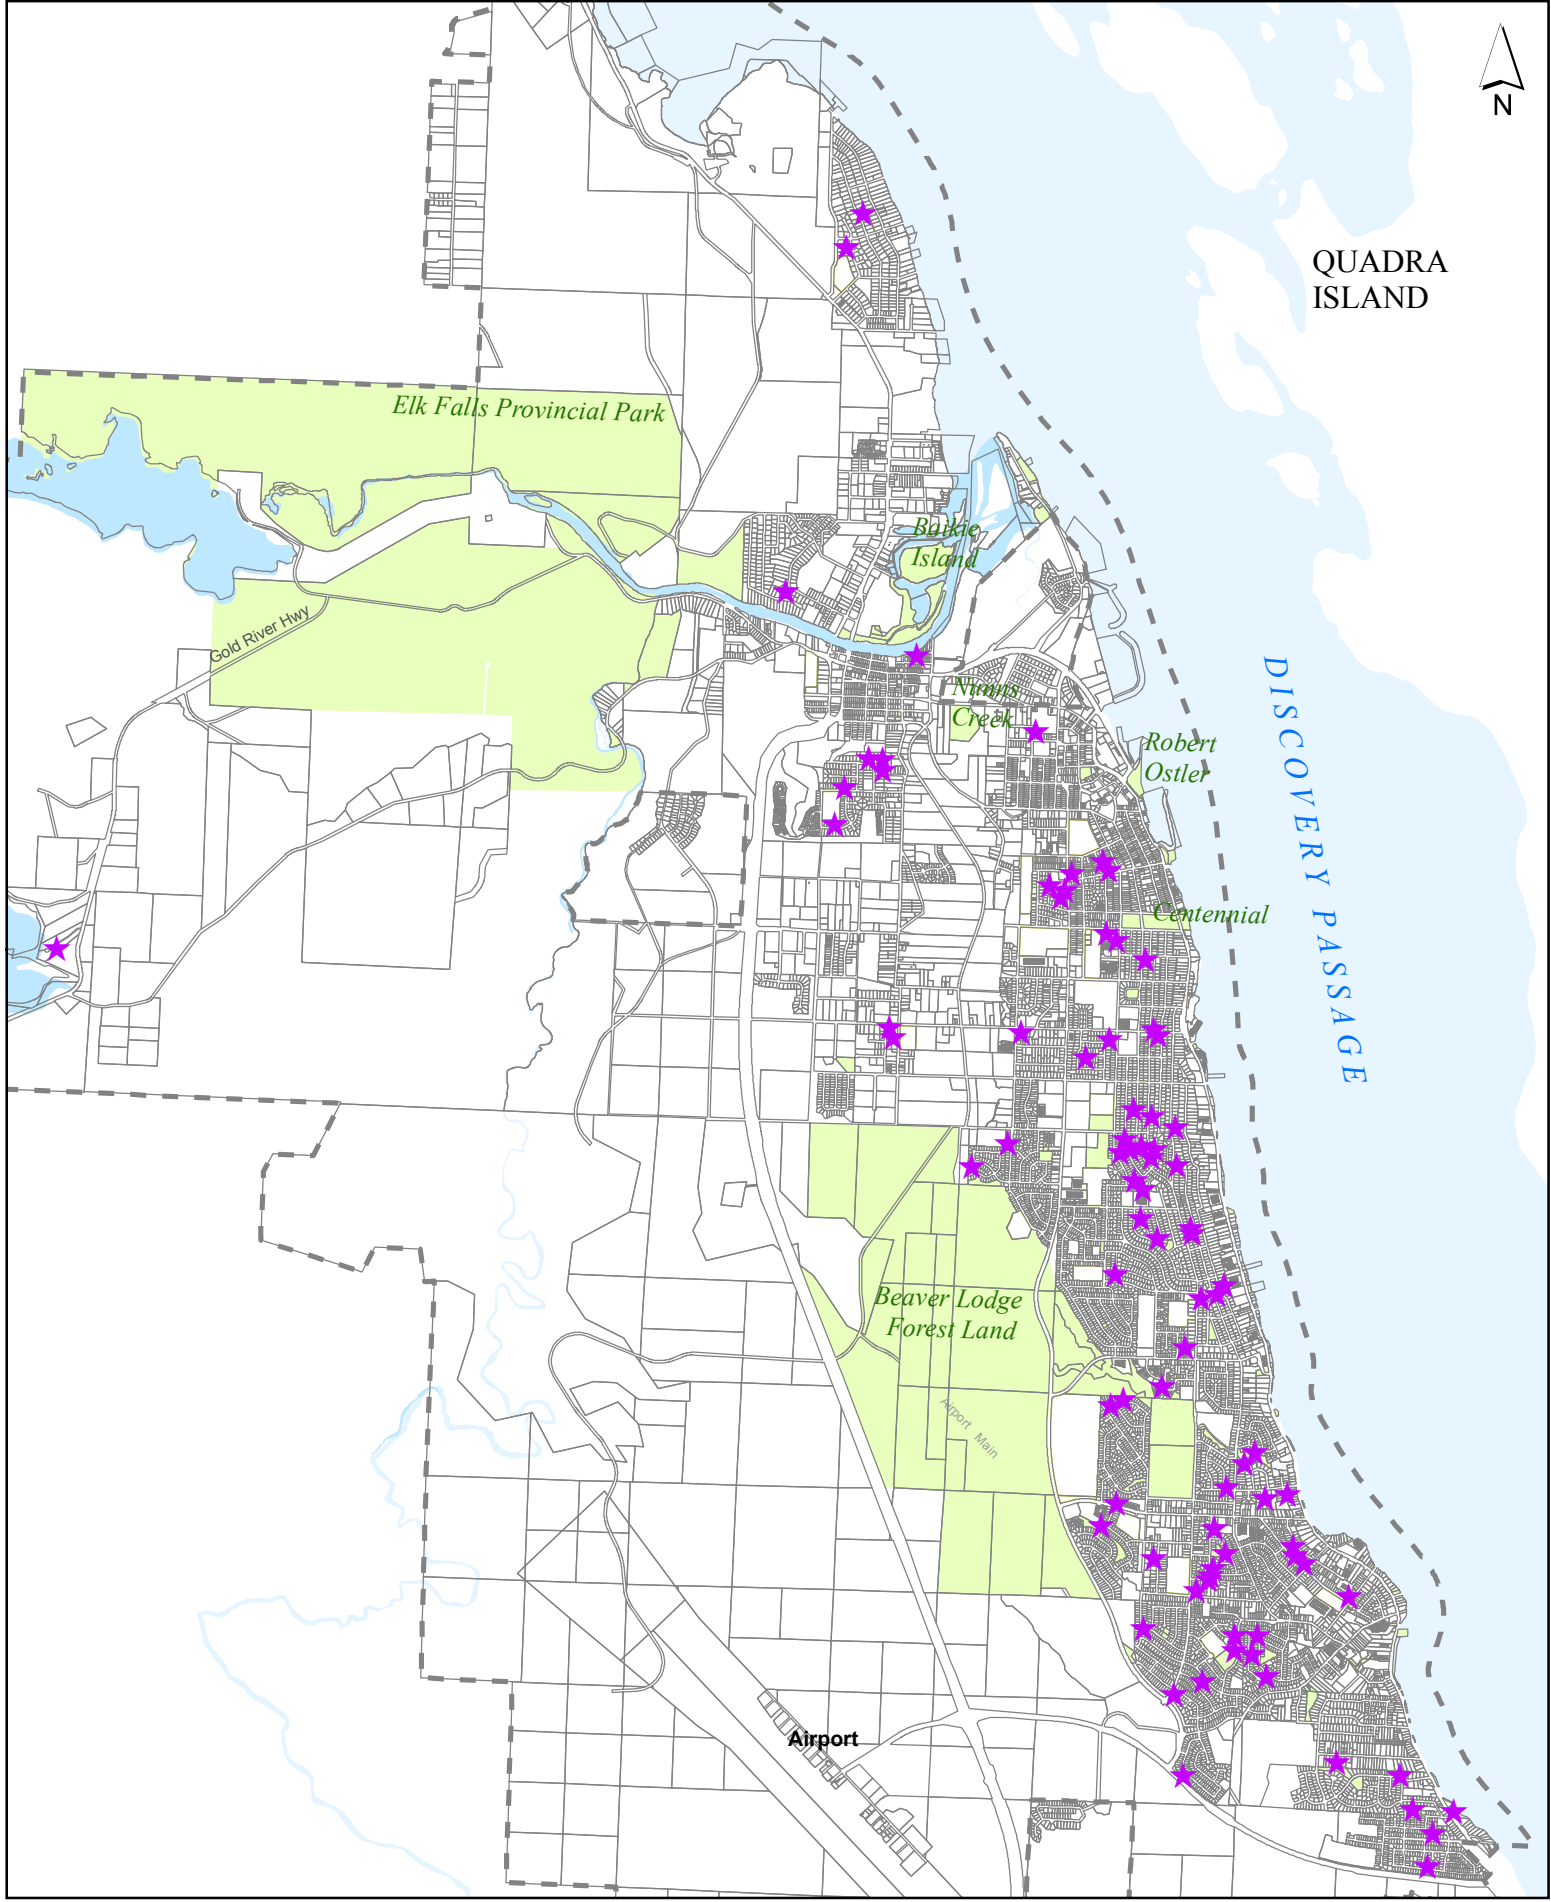 N
QUADRA
ISLAND
Elk Falls Provincial Park
Baikie
Island
Gold River Hwy
Nunns
Creek
Robert
Ostler
DISCOVERY PASSAGE
Centennial
Beaver Lodge
Forest Land
Airport Main
Airport